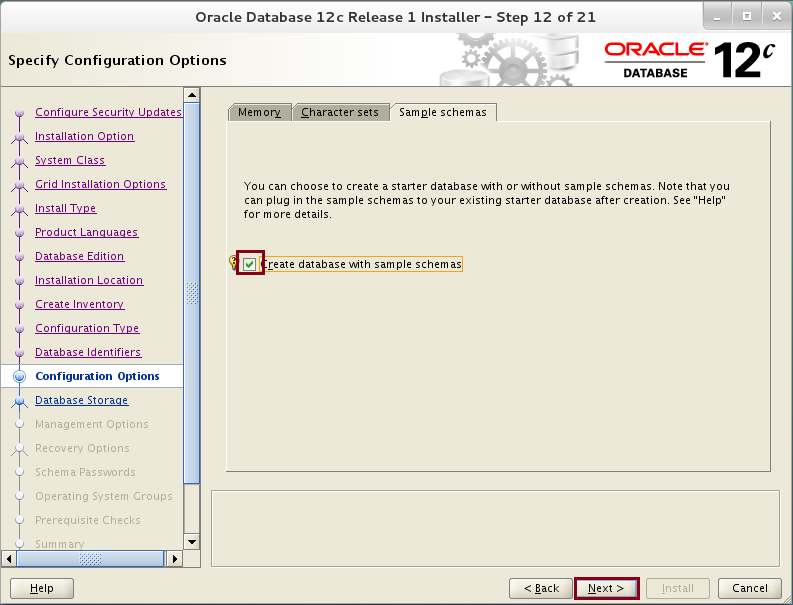 Oracle Database 12c Release 1 Installer – Step 12 of 21
Specify Configuration Options
ORACLE
DATABASE
12c
Configure Security Updates
Installation Option
System Class
Grid Installation Options
Install Type
Product Languages
Database Edition
Installation Location
Create Inventory
Configuration Type
Database Identifiers
Configuration Options
Database Storage
Management Options
Recovery Options
Schema Passwords
Operating System Groups
Prerequisite Checks
Summary
Memory
Character sets
Sample schemas
You can choose to create a starter database with or without sample schemas. Note that you
can plug in the sample schemas to your existing starter database after creation. See "Help"
for more details.
Create database with sample schemas
Help
< Back
Next >
Install
Cancel